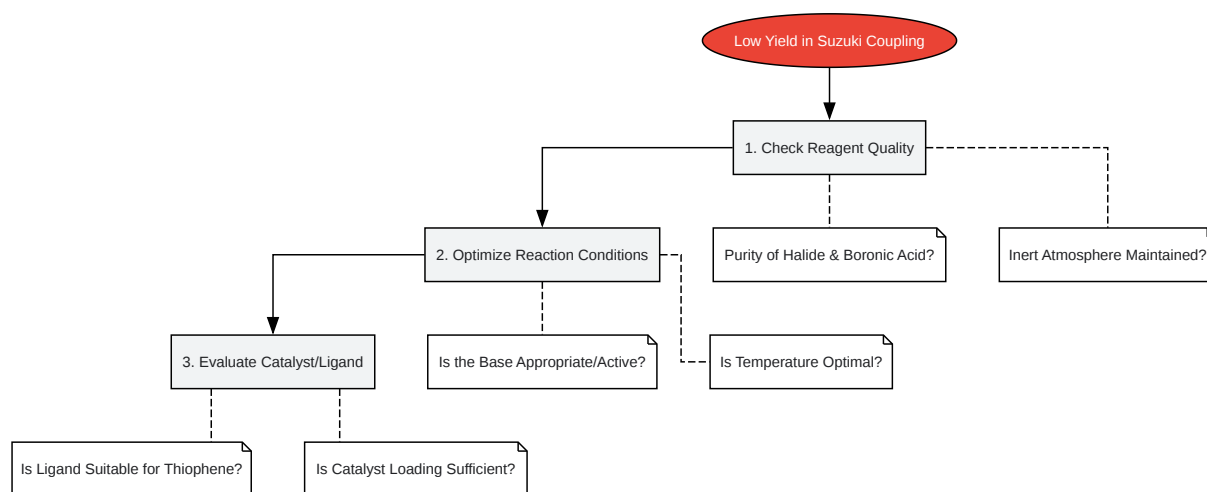 Low Yield in Suzuki Coupling
1. Check Reagent Quality
2. Optimize Reaction Conditions
Purity of Halide & Boronic Acid?
Inert Atmosphere Maintained?
3. Evaluate Catalyst/Ligand
Is the Base Appropriate/Active?
Is Temperature Optimal?
Is Ligand Suitable for Thiophene?
Is Catalyst Loading Sufficient?